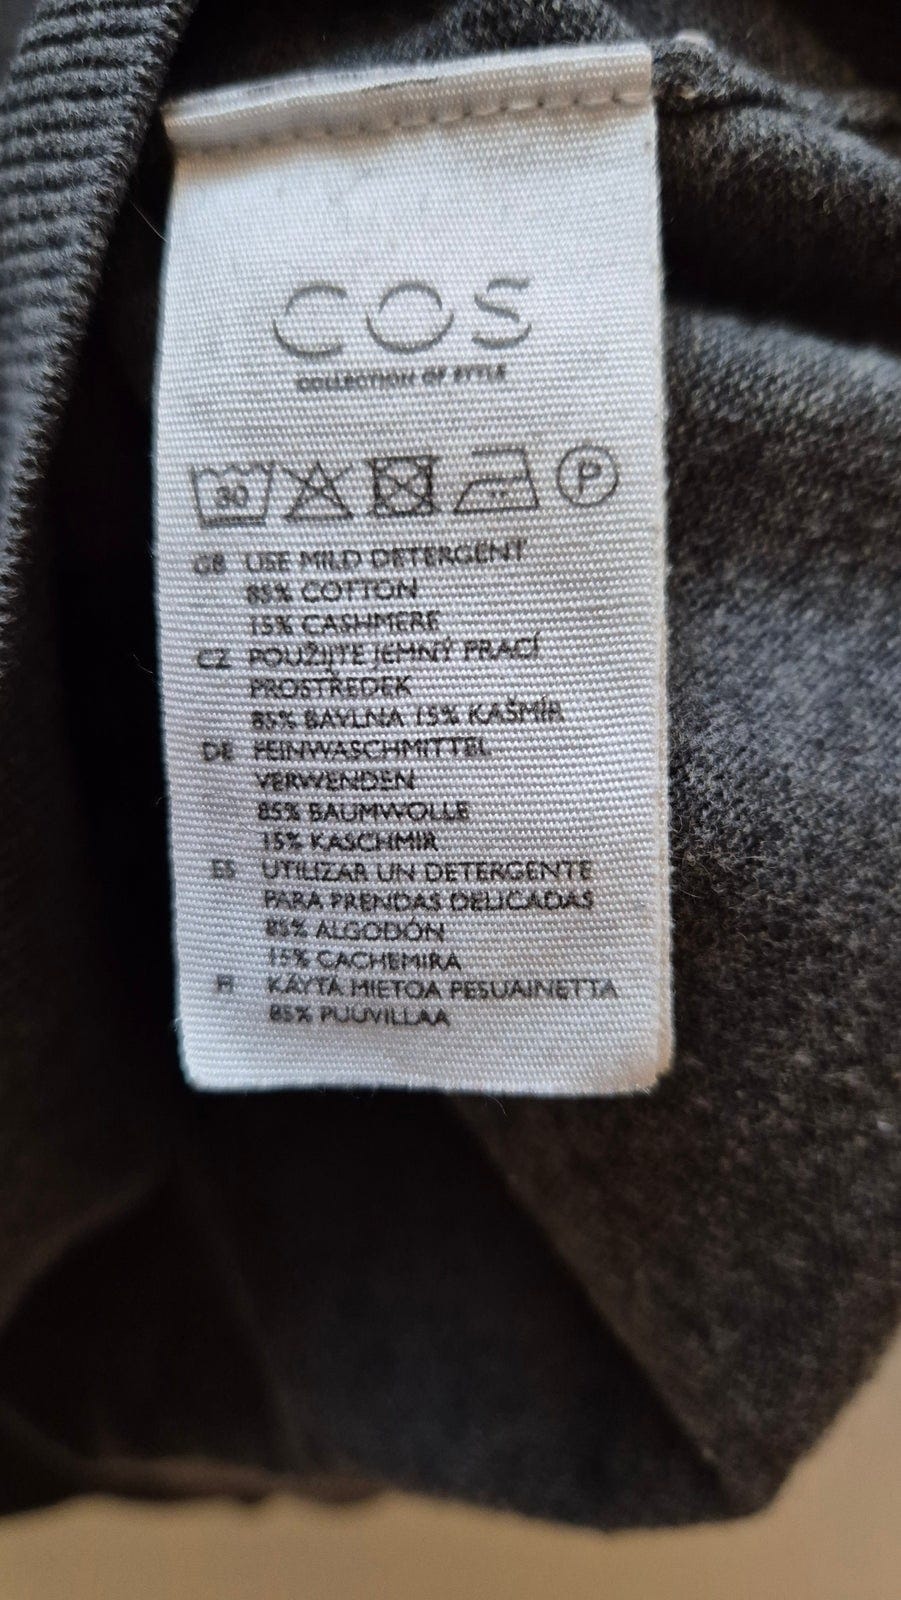 COS
COLLECTION OF STYLE
30 P
GB USE MILD DETERGENT
85% COTTON
15% CASHMERE
CZ POUŽIJTE JEMNÝ PRACÍ
PROSTŘEDEK
85% BAVLNA 15% KAŠMÍR
DE FEINWASCHMITTEL
VERWENDEN
85% BAUMWOLLE
15% KASCHMIR
ES UTILIZAR UN DETERGENTE
PARA PRENDAS DELICADAS
85% ALGODÓN
15% CACHEMIRA
FI KÄYTÄ MIETOA PESUAINETTA
85% PUUVILLAA